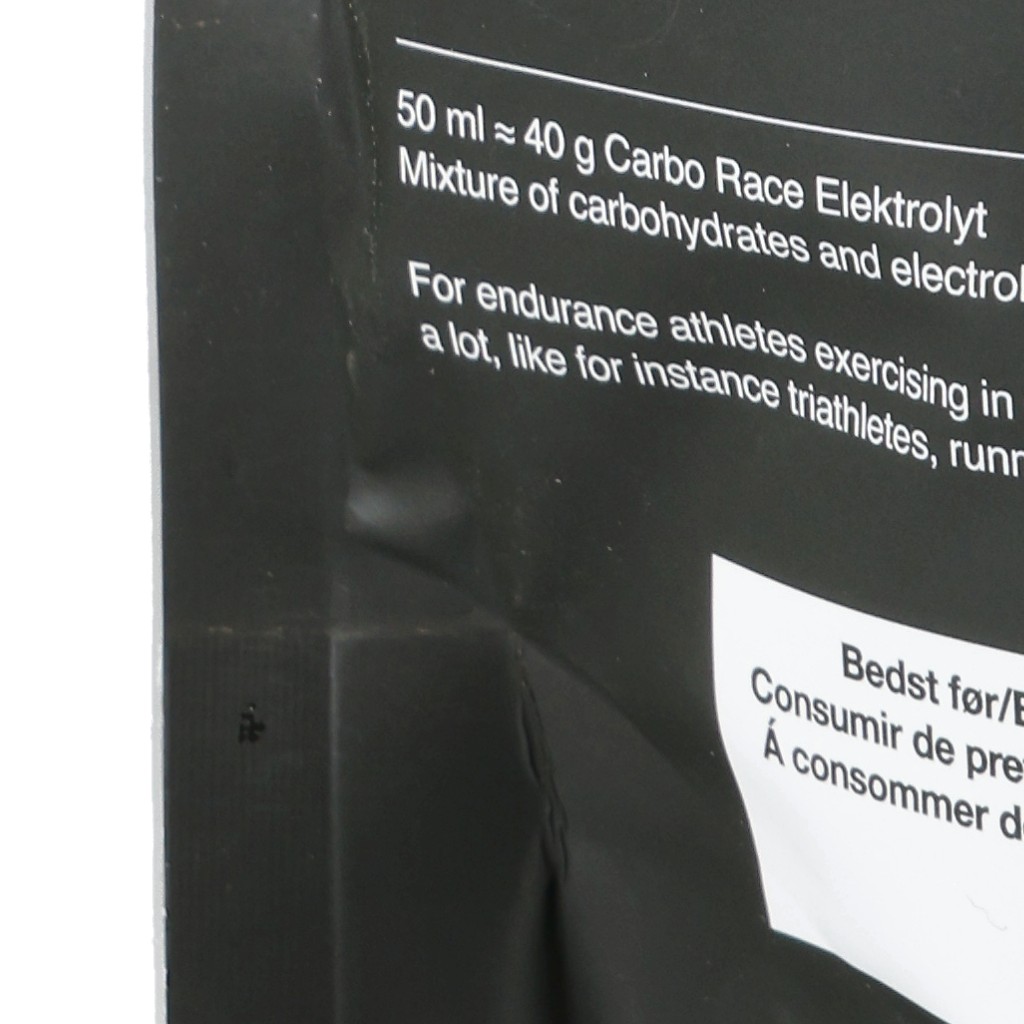 50 ml ≈ 40 g Carbo Race Elektrolyt
Mixture of carbohydrates and electrol
For endurance athletes exercising in
a lot, like for instance triathletes, runn
Bedst før/E
Consumir de pre
Á consommer d